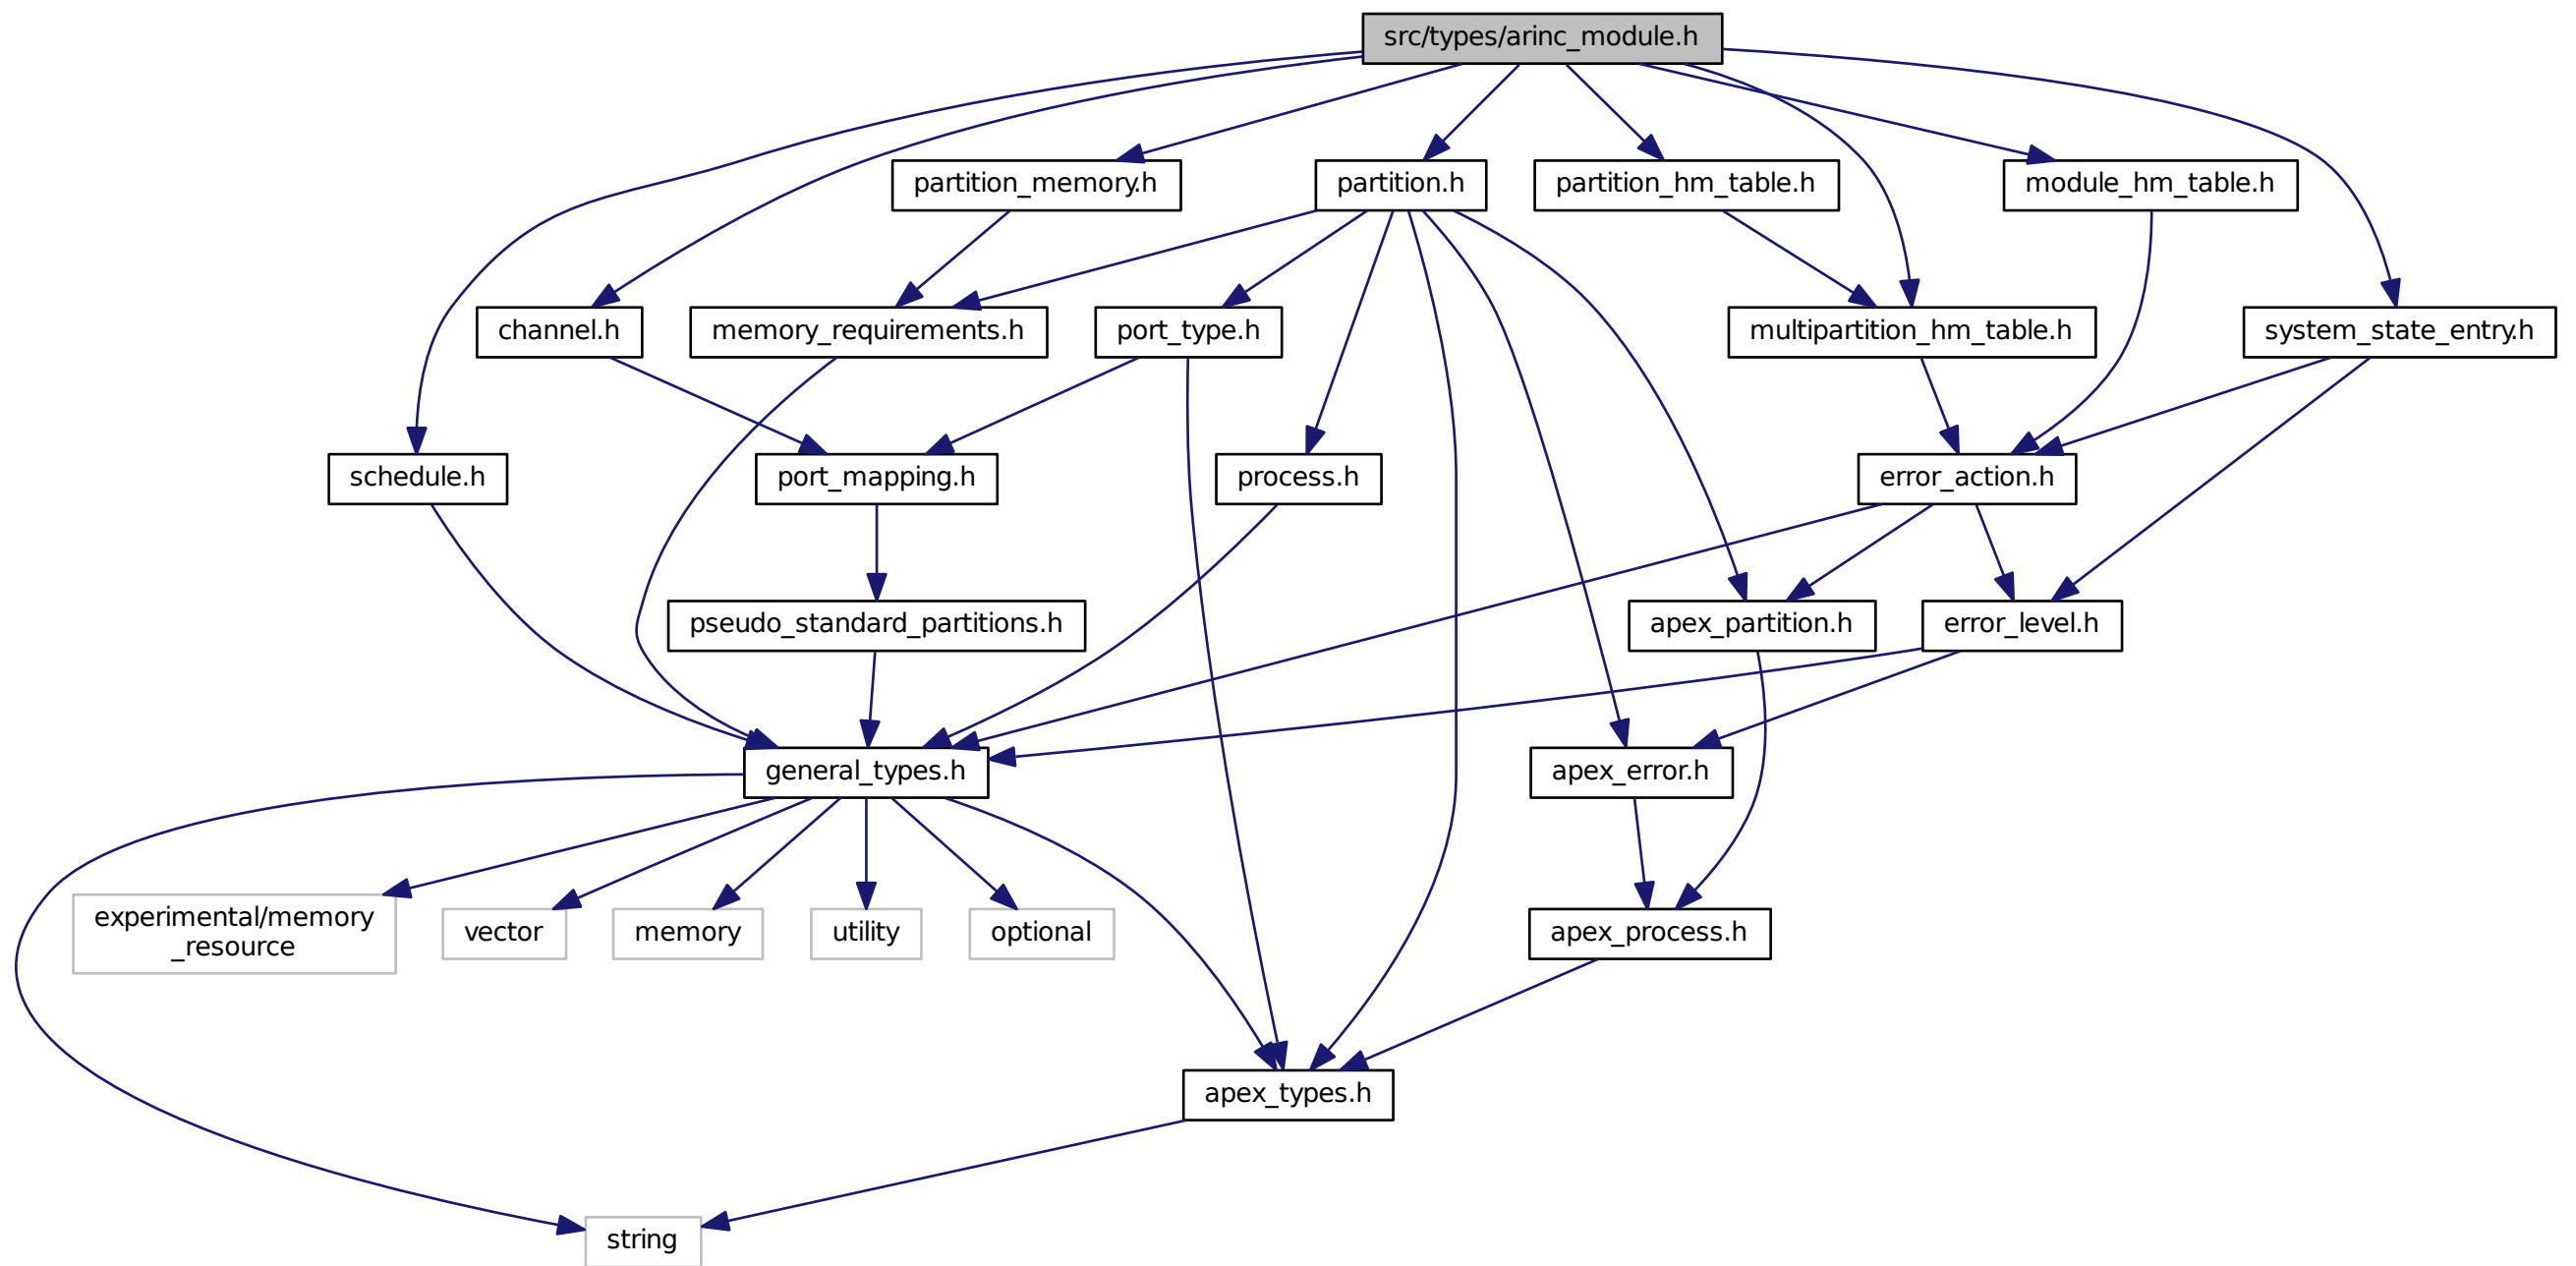 src/types/arinc_module.h
partition_memory.h
partition.h
partition_hm_table.h
module_hm_table.h
channel.h
memory_requirements.h
port_type.h
multipartition_hm_table.h
system_state_entry.h
schedule.h
port_mapping.h
process.h
error_action.h
pseudo_standard_partitions.h
apex_partition.h
error_level.h
general_types.h
apex_error.h
experimental/memory
_resource
vector
memory
utility
optional
apex_process.h
apex_types.h
string